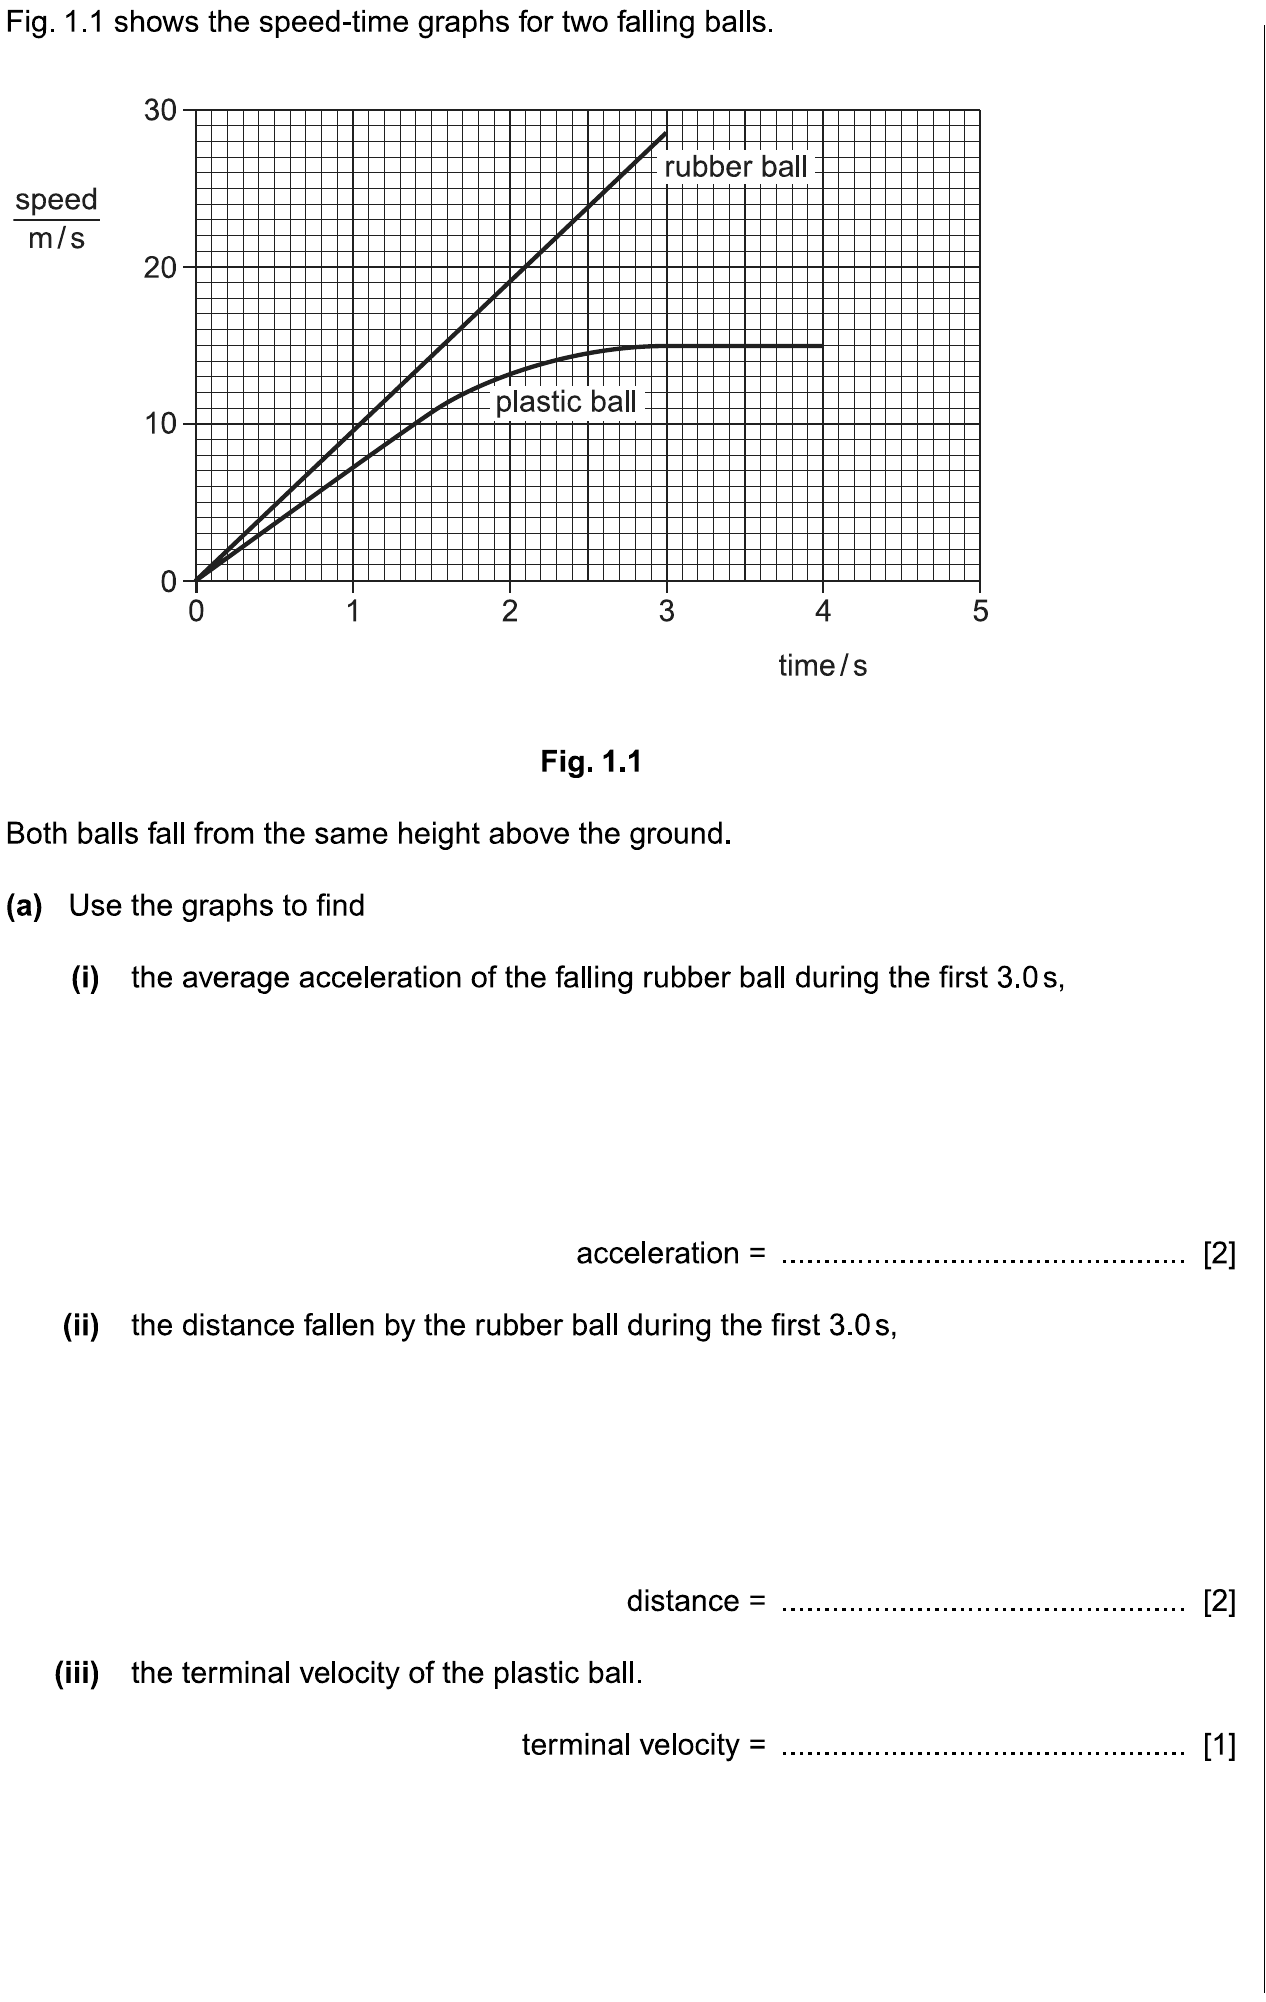 Fig. 1.1 shows the speed-time graphs for two falling balls.
30
rubber ball
speed
m / s
20
plastic ball
10
0
0 1 2 3 4 5
time / s
Fig. 1.1
Both balls fall from the same height above the ground.
(a) Use the graphs to find
(i) the average acceleration of the falling rubber ball during the first 3.0 s,
acceleration = ................................................ [2]
(ii) the distance fallen by the rubber ball during the first 3.0 s,
distance = ................................................ [2]
(iii) the terminal velocity of the plastic ball.
terminal velocity = ................................................ [1]